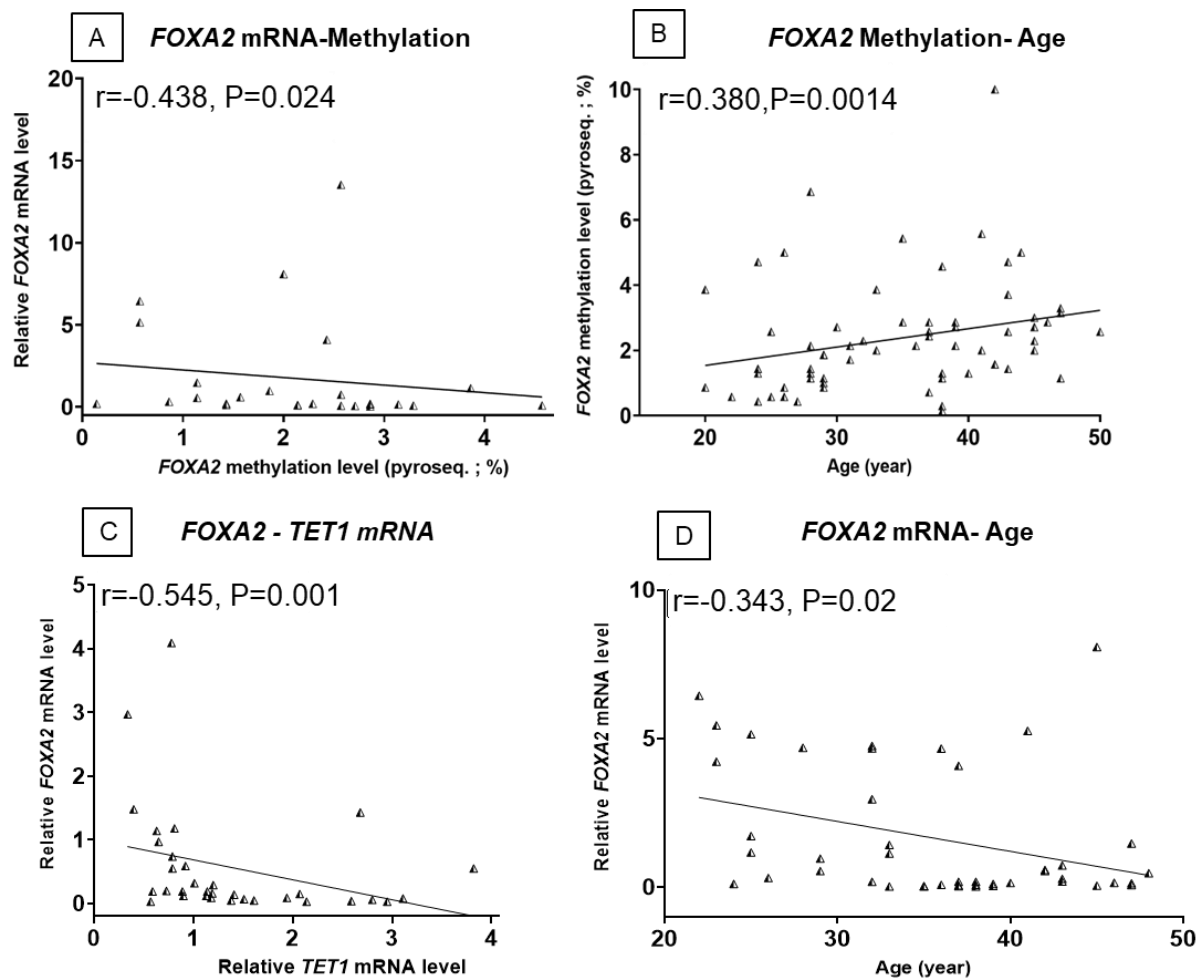 A
FOXA2 mRNA-Methylation
r=-0.438, P=0.024
Relative FOXA2 mRNA level
20
15
10
5
0
0 1 2 3 4
FOXA2 methylation level (pyroseq. ; %)
B
FOXA2 Methylation- Age
r=0.380,P=0.0014
FOXA2 methylation level (pyroseq. ; %)
10
8
6
4
2
0
20 30 40 50
Age (year)
C
FOXA2 - TET1 mRNA
r=-0.545, P=0.001
Relative FOXA2 mRNA level
5
4
3
2
1
0
0 1 2 3 4
Relative TET1 mRNA level
D
FOXA2 mRNA- Age
r=-0.343, P=0.02
Relative FOXA2 mRNA level
10
5
0
20 30 40 50
Age (year)